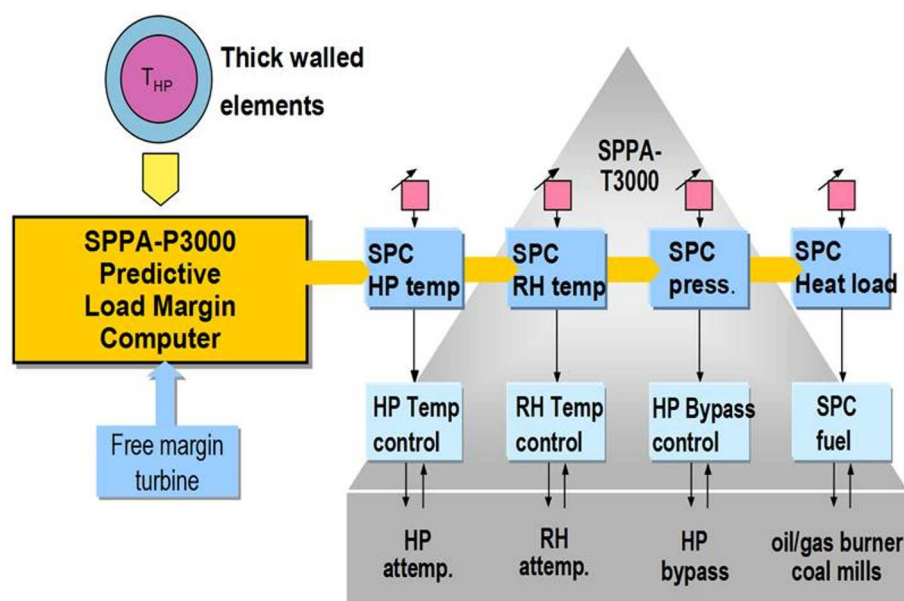 T_HP
Thick walled
elements
SPPA-
T3000
SPPA-P3000
Predictive
Load Margin
Computer
SPC
HP temp
SPC
RH temp
SPC
press.
SPC
Heat load
Free margin
turbine
HP Temp
control
RH Temp
control
HP Bypass
control
SPC
fuel
HP
attemp.
RH
attemp.
HP
bypass
oil/gas burner
coal mills